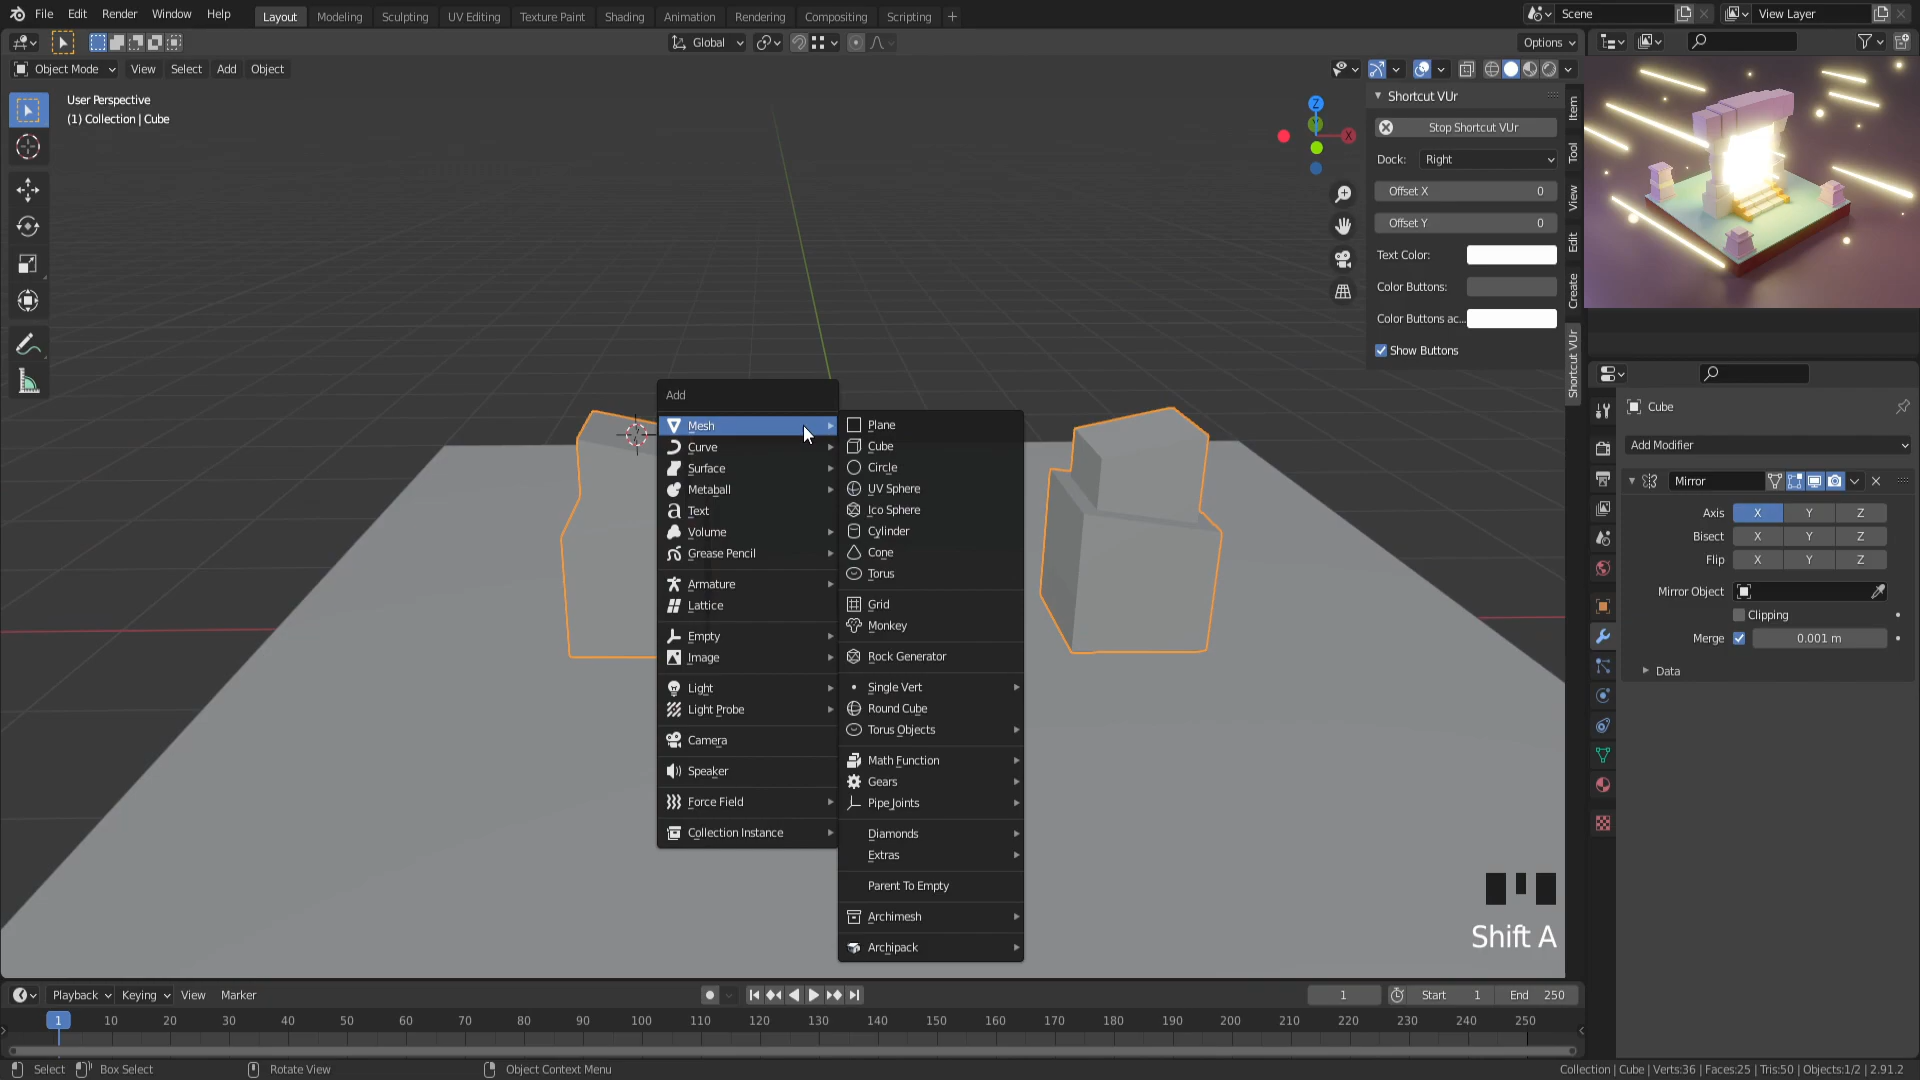 File Edit Render Window Help
Layout Modeling Sculpting UV Editing Texture Paint Shading Animation Rendering Compositing Scripting +
Scene
View Layer
Global
Options
Object Mode View Select Add Object
User Perspective
(1) Collection | Cube
Z
Y
X
Shortcut VUr
Stop Shortcut VUr
Dock: Right
Offset X 0
Offset Y 0
Text Color:
Color Buttons:
Color Buttons ac...
Show Buttons
Item
Tool
View
Edit
Create
Shortcut VUr
Add
Mesh
Curve
Surface
Metaball
Text
Volume
Grease Pencil
Armature
Lattice
Empty
Image
Light
Light Probe
Camera
Speaker
Force Field
Collection Instance
Plane
Cube
Circle
UV Sphere
Ico Sphere
Cylinder
Cone
Torus
Grid
Monkey
Rock Generator
Single Vert
Round Cube
Torus Objects
Math Function
Gears
Pipe Joints
Diamonds
Extras
Parent To Empty
Archimesh
Archipack
Cube
Add Modifier
Mirror
Axis X Y Z
Bisect X Y Z
Flip X Y Z
Mirror Object
Clipping
Merge 0.001 m
Data
Shift A
Playback Keying View Marker
1
Start 1
End 250
1 10 20 30 40 50 60 70 80 90 100 110 120 130 140 150 160 170 180 190 200 210 220 230 240 250
Select Box Select Rotate View Object Context Menu
Collection | Cube | Verts:36 | Faces:25 | Tris:50 | Objects:1/2 | 2.91.2